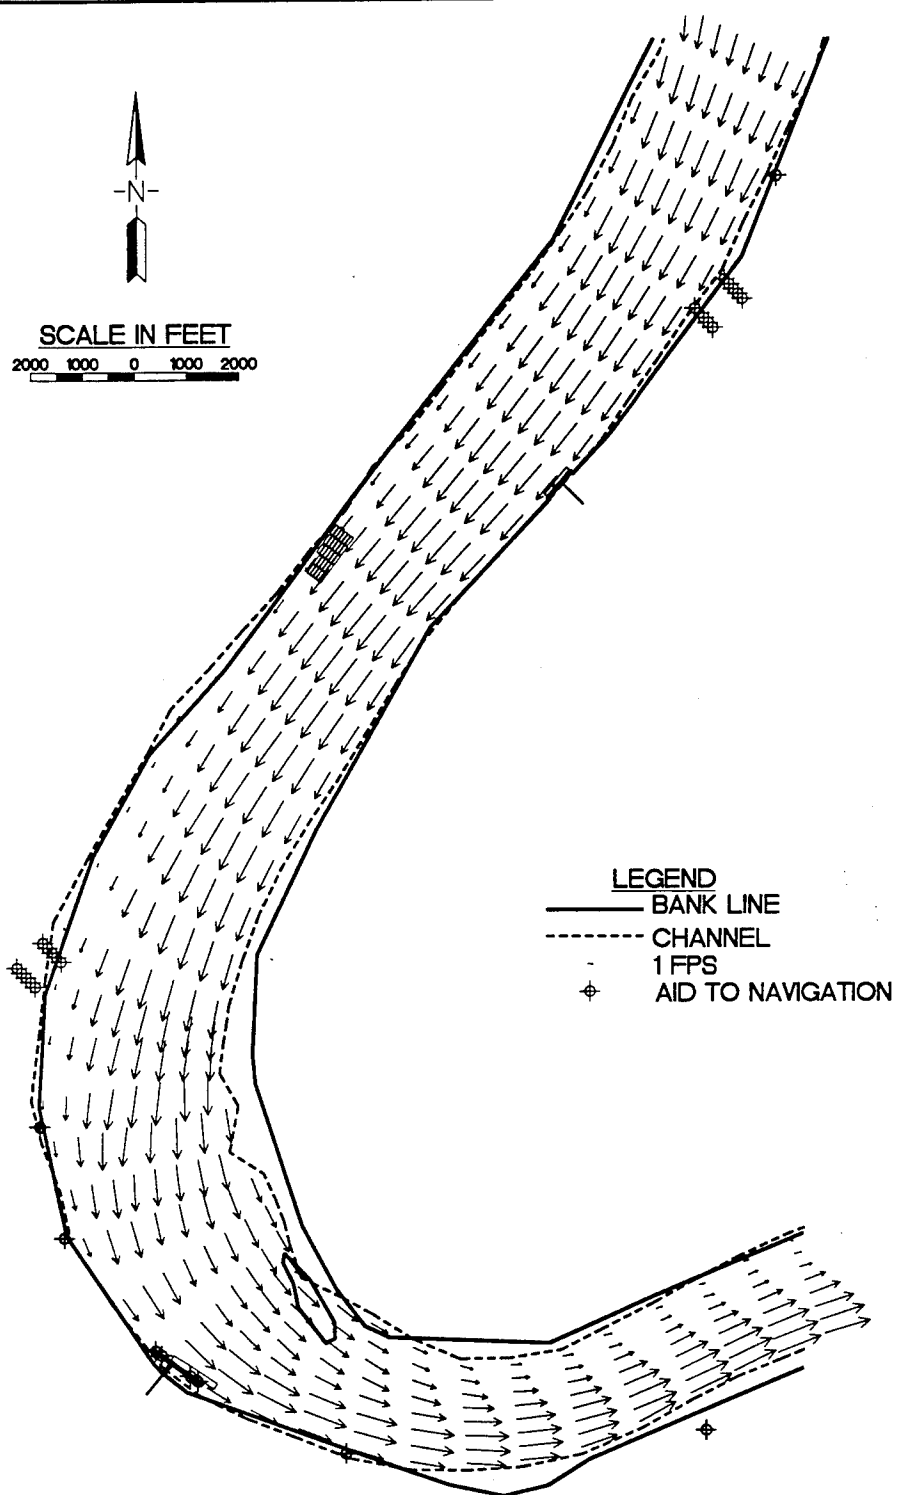 -N-
SCALE IN FEET
2000 1000 0 1000 2000
LEGEND
BANK LINE
CHANNEL
1 FPS
AID TO NAVIGATION